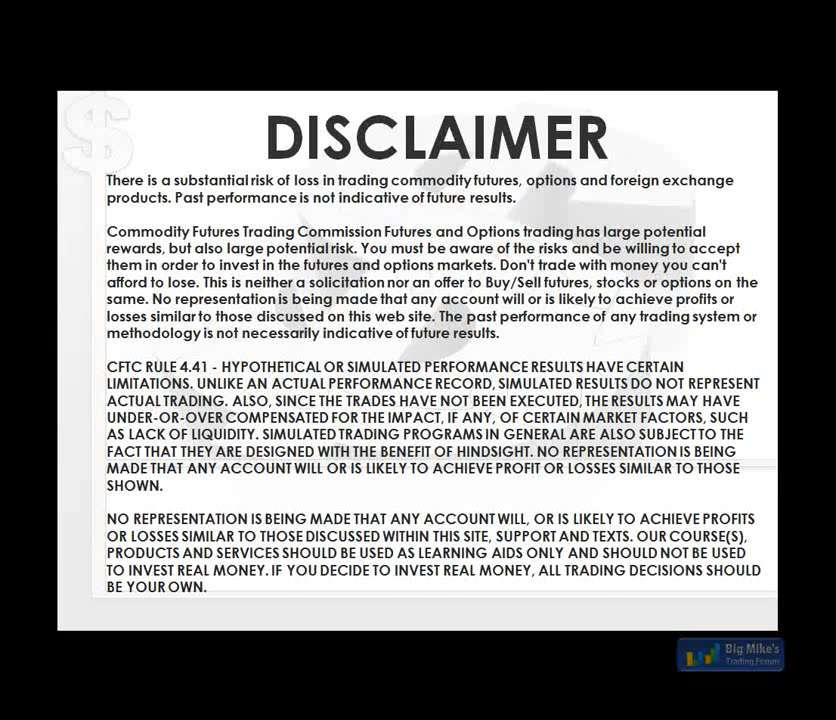 DISCLAIMER
There is a substantial risk of loss in trading commodity futures, options and foreign exchange
products. Past performance is not indicative of future results.
Commodity Futures Trading Commission Futures and Options trading has large potential
rewards, but also large potential risk. You must be aware of the risks and be willing to accept
them in order to invest in the futures and options markets. Don't trade with money you can't
afford to lose. This is neither a solicitation nor an offer to Buy/Sell futures, stocks or options on the
same. No representation is being made that any account will or is likely to achieve profits or
losses similar to those discussed on this web site. The past performance of any trading system or
methodology is not necessarily indicative of future results.
CFTC RULE 4.41 - HYPOTHETICAL OR SIMULATED PERFORMANCE RESULTS HAVE CERTAIN
LIMITATIONS. UNLIKE AN ACTUAL PERFORMANCE RECORD, SIMULATED RESULTS DO NOT REPRESENT
ACTUAL TRADING. ALSO, SINCE THE TRADES HAVE NOT BEEN EXECUTED, THE RESULTS MAY HAVE
UNDER-OR-OVER COMPENSATED FOR THE IMPACT, IF ANY, OF CERTAIN MARKET FACTORS, SUCH
AS LACK OF LIQUIDITY. SIMULATED TRADING PROGRAMS IN GENERAL ARE ALSO SUBJECT TO THE
FACT THAT THEY ARE DESIGNED WITH THE BENEFIT OF HINDSIGHT. NO REPRESENTATION IS BEING
MADE THAT ANY ACCOUNT WILL OR IS LIKELY TO ACHIEVE PROFIT OR LOSSES SIMILAR TO THOSE
SHOWN.
NO REPRESENTATION IS BEING MADE THAT ANY ACCOUNT WILL, OR IS LIKELY TO ACHIEVE PROFITS
OR LOSSES SIMILAR TO THOSE DISCUSSED WITHIN THIS SITE, SUPPORT AND TEXTS. OUR COURSE(S),
PRODUCTS AND SERVICES SHOULD BE USED AS LEARNING AIDS ONLY AND SHOULD NOT BE USED
TO INVEST REAL MONEY. IF YOU DECIDE TO INVEST REAL MONEY, ALL TRADING DECISIONS SHOULD
BE YOUR OWN.
Big Mike's
Trading Forum